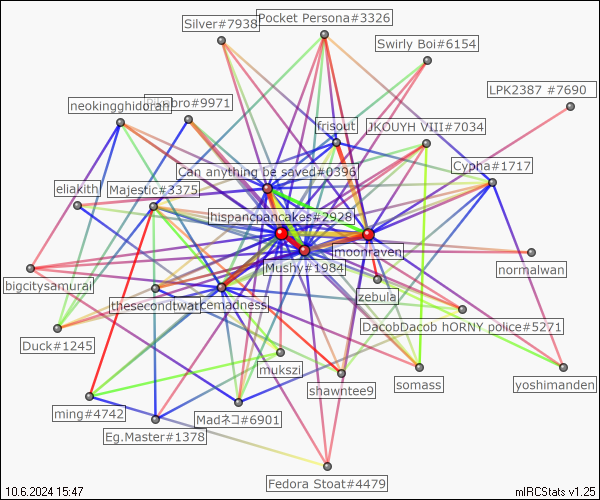 Silver#7938
Pocket Persona#3326
Swirly Boi#6154
LPK2387 #7690
neokingghidorah
bro#9971
frisout
JKOUYH VIII#7034
Can anything be saved#0396
Cypha#1717
eliakith
Majestic#3375
hispancpancakes#2928
moonraven
Mushy#1984
normalwan
bigcitysamurai
zebula
thesecondtwat
cemadness
DacobDacob hORNY police#5271
Duck#1245
mukszi
shawntee9
somass
yoshimanden
ming#4742
Madネコ#6901
Eg.Master#1378
Fedora Stoat#4479
10.6.2024 15:47
mIRCStats v1.25